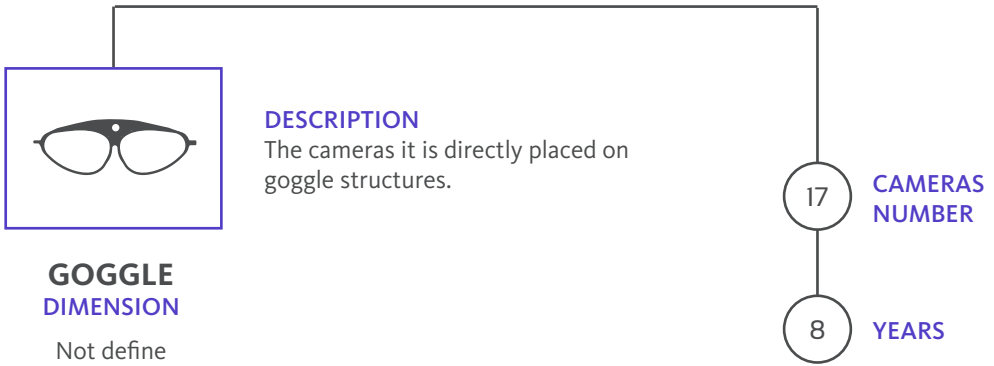 DESCRIPTION
The cameras it is directly placed on
goggle structures.
GOGGLE
DIMENSION
Not define
17
CAMERAS
NUMBER
8
YEARS